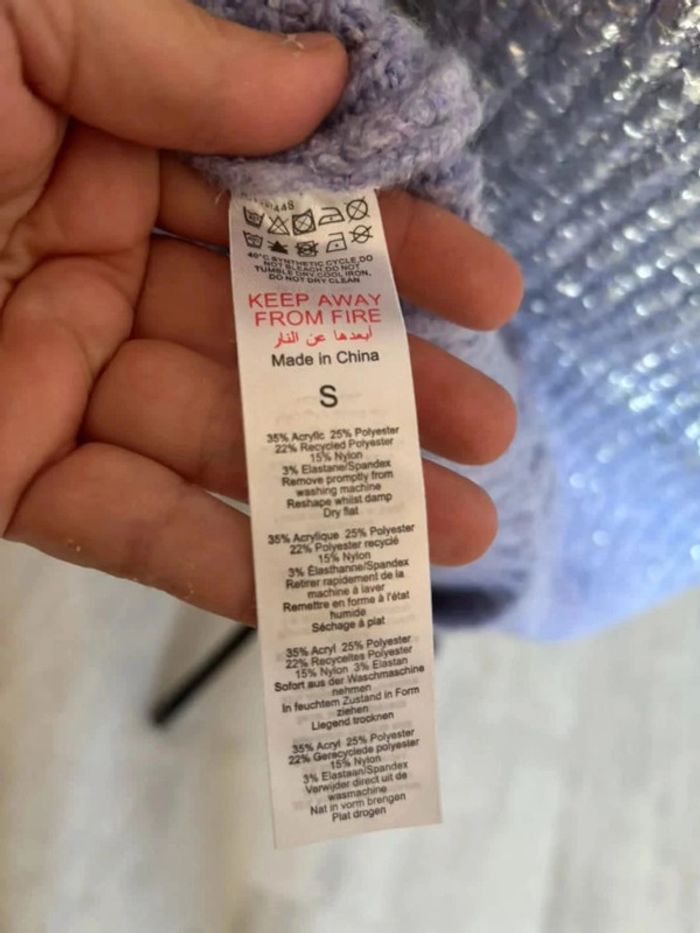 40°C SYNTHETIC CYCLE, DO
NOT BLEACH, DO NOT
TUMBLE DRY, COOL IRON,
DO NOT DRY CLEAN
KEEP AWAY
FROM FIRE
أبعدها عن النار
Made in China
S
35% Acrylic 25% Polyester
22% Recycled Polyester
15% Nylon
3% Elastane/Spandex
Remove promptly from
washing machine
Reshape whilst damp
Dry flat
35% Acrylique 25% Polyester
22% Polyester recyclé
15% Nylon
3% Élasthanne/Spandex
Retirer rapidement de la
machine à laver
Remettre en forme à l'état
humide
Séchage à plat
35% Acryl 25% Polyester
22% Recyceltes Polyester
15% Nylon 3% Elastan
Sofort aus der Waschmaschine
nehmen
In feuchtem Zustand in Form
ziehen
Liegend trocknen
35% Acryl 25% Polyester
22% Gerecyclede polyester
15% Nylon
3% Elastaan/Spandex
Verwijder direct uit de
wasmachine
Nat in vorm brengen
Plat drogen